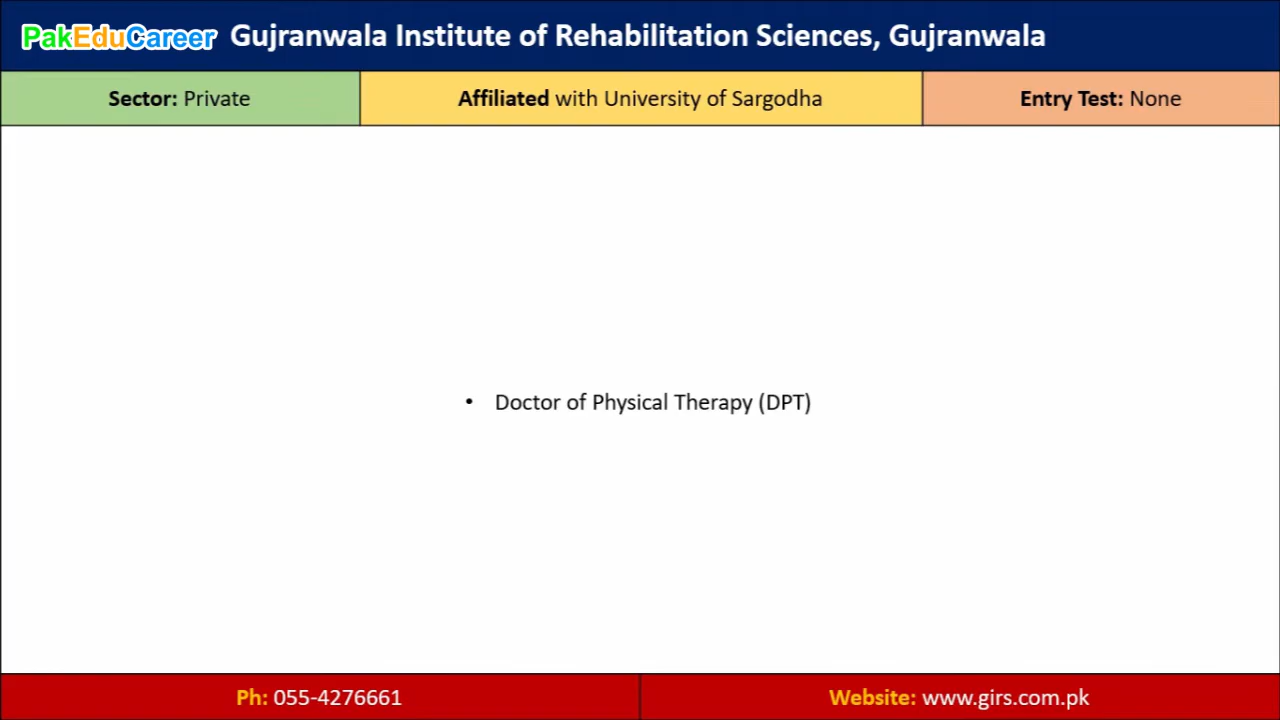 PakEduCareer Gujranwala Institute of Rehabilitation Sciences, Gujranwala
Sector: Private
Affiliated with University of Sargodha
Entry Test: None
• Doctor of Physical Therapy (DPT)
Ph: 055-4276661
Website: www.girs.com.pk